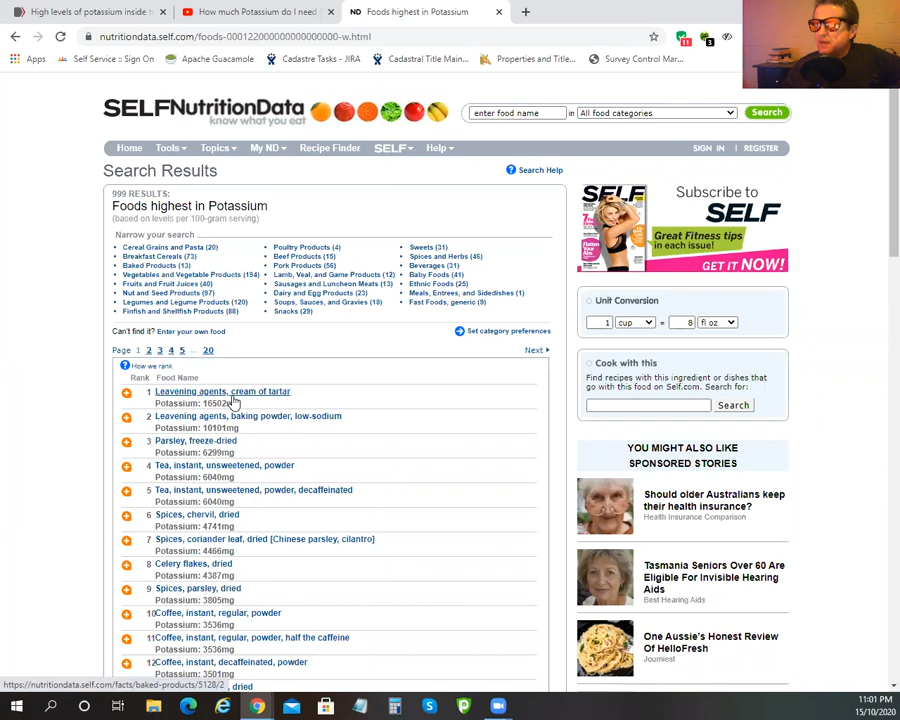 High levels of potassium inside t
How much Potassium do I need
ND Foods highest in Potassium
nutritiondata.self.com/foods-000122000000000000000-w.html
11
3
Apps
Self Service :: Sign On
Apache Guacamole
Cadastre Tasks - JIRA
Cadastral Title Main...
Properties and Title...
Survey Control Mar...
SELFNutritionData
know what you eat
enter food name in All food categories Search
Home Tools Topics My ND Recipe Finder SELF Help SIGN IN | REGISTER
Search Results
? Search Help
999 RESULTS:
Foods highest in Potassium
(based on levels per 100-gram serving)
Narrow your search
Cereal Grains and Pasta (20)
Breakfast Cereals (73)
Baked Products (13)
Vegetables and Vegetable Products (194)
Fruits and Fruit Juices (40)
Nut and Seed Products (97)
Legumes and Legume Products (120)
Finfish and Shellfish Products (88)
Poultry Products (4)
Beef Products (15)
Pork Products (56)
Lamb, Veal, and Game Products (12)
Sausages and Luncheon Meats (13)
Dairy and Egg Products (23)
Soups, Sauces, and Gravies (18)
Snacks (29)
Sweets (31)
Spices and Herbs (46)
Beverages (31)
Baby Foods (41)
Ethnic Foods (25)
Meals, Entrees, and Sidedishes (1)
Fast Foods, generic (9)
Can't find it? Enter your own food
Set category preferences
Page 1 2 3 4 5 ... 20
Next
? How we rank
Rank Food Name
1 Leavening agents, cream of tartar
Potassium: 16502
2 Leavening agents, baking powder, low-sodium
Potassium: 10101mg
3 Parsley, freeze-dried
Potassium: 6299mg
4 Tea, instant, unsweetened, powder
Potassium: 6040mg
5 Tea, instant, unsweetened, powder, decaffeinated
Potassium: 6040mg
6 Spices, chervil, dried
Potassium: 4741mg
7 Spices, coriander leaf, dried [Chinese parsley, cilantro]
Potassium: 4466mg
8 Celery flakes, dried
Potassium: 4387mg
9 Spices, parsley, dried
Potassium: 3805mg
10 Coffee, instant, regular, powder
Potassium: 3536mg
11 Coffee, instant, regular, powder, half the caffeine
Potassium: 3536mg
12 Coffee, instant, decaffeinated, powder
Potassium: 3501mg
, dried
SELF
Subscribe to
SELF
Great Fitness tips
in each issue!
GET IT NOW!
Unit Conversion
1 cup = 8 fl oz
Cook with this
Find recipes with this ingredient or dishes that
go with this food on Self.com. Search for:
Search
YOU MIGHT ALSO LIKE
SPONSORED STORIES
Should older Australians keep
their health insurance?
Health Insurance Comparison
Tasmania Seniors Over 60 Are
Eligible For Invisible Hearing
Aids
Best Hearing Aids
One Aussie's Honest Review
Of HelloFresh
Journiest
https://nutritiondata.self.com/facts/baked-products/5128/2
11:01 PM
15/10/2020